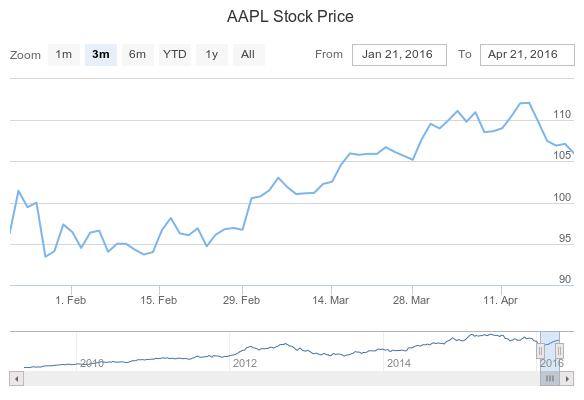 AAPL Stock Price
Zoom 1m 3m 6m YTD 1y All From Jan 21, 2016 To Apr 21, 2016
110
105
100
95
90
1. Feb 15. Feb 29. Feb 14. Mar 28. Mar 11. Apr
2010 2012 2014 2016